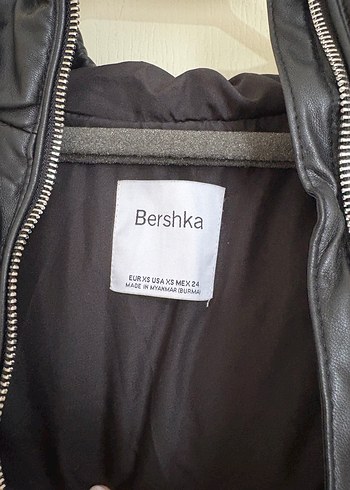 Bershka
EUR XS USA XS MEX 24
MADE IN MYANMAR (BURMA)